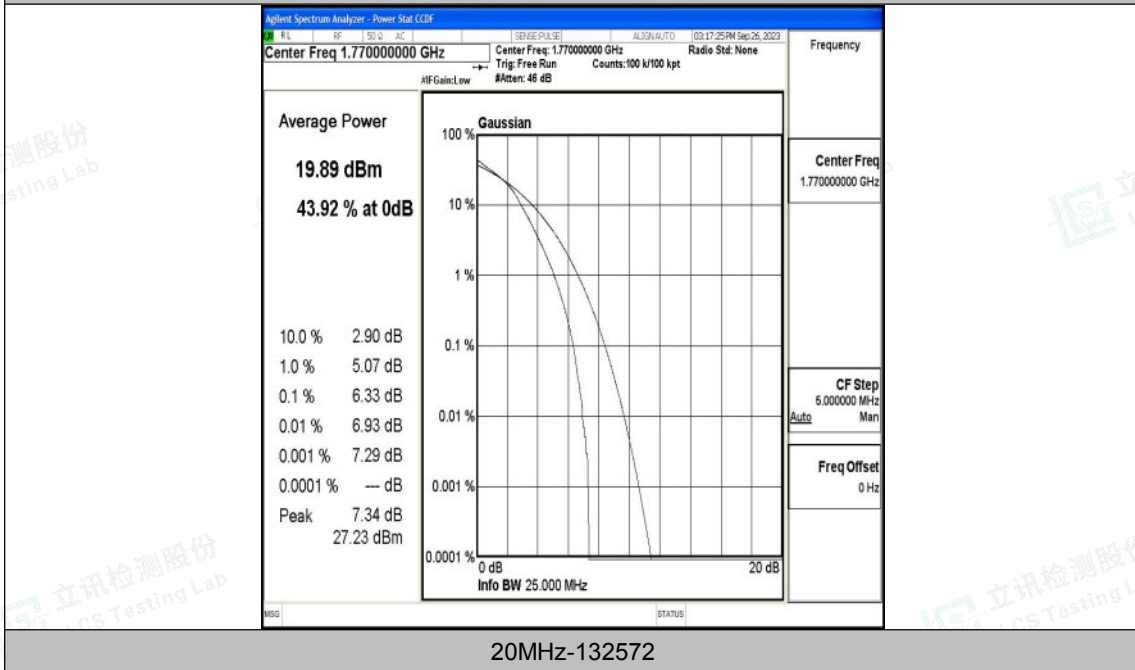 Agilent Spectrum Analyzer - Power Stat CCDF
RL RF 50 Ω AC SENSE:PULSE ALIGNAUTO 03:17:25 PM Sep 26, 2023
Center Freq 1.770000000 GHz
Center Freq: 1.770000000 GHz Radio Std: None
Trig: Free Run Counts:100 k/100 kpt
#IFGain:Low #Atten: 46 dB
Frequency
Average Power
19.89 dBm
43.92 % at 0dB
10.0 % 2.90 dB
1.0 % 5.07 dB
0.1 % 6.33 dB
0.01 % 6.93 dB
0.001 % 7.29 dB
0.0001 % --- dB
Peak 7.34 dB
27.23 dBm
Gaussian
100 %
10 %
1 %
0.1 %
0.01 %
0.001 %
0.0001 %
0 dB 20 dB
Info BW 25.000 MHz
Center Freq
1.770000000 GHz
CF Step
5.000000 MHz
Auto Man
Freq Offset
0 Hz
MSG STATUS
20MHz-132572
立讯检测股份
LCS Testing Lab